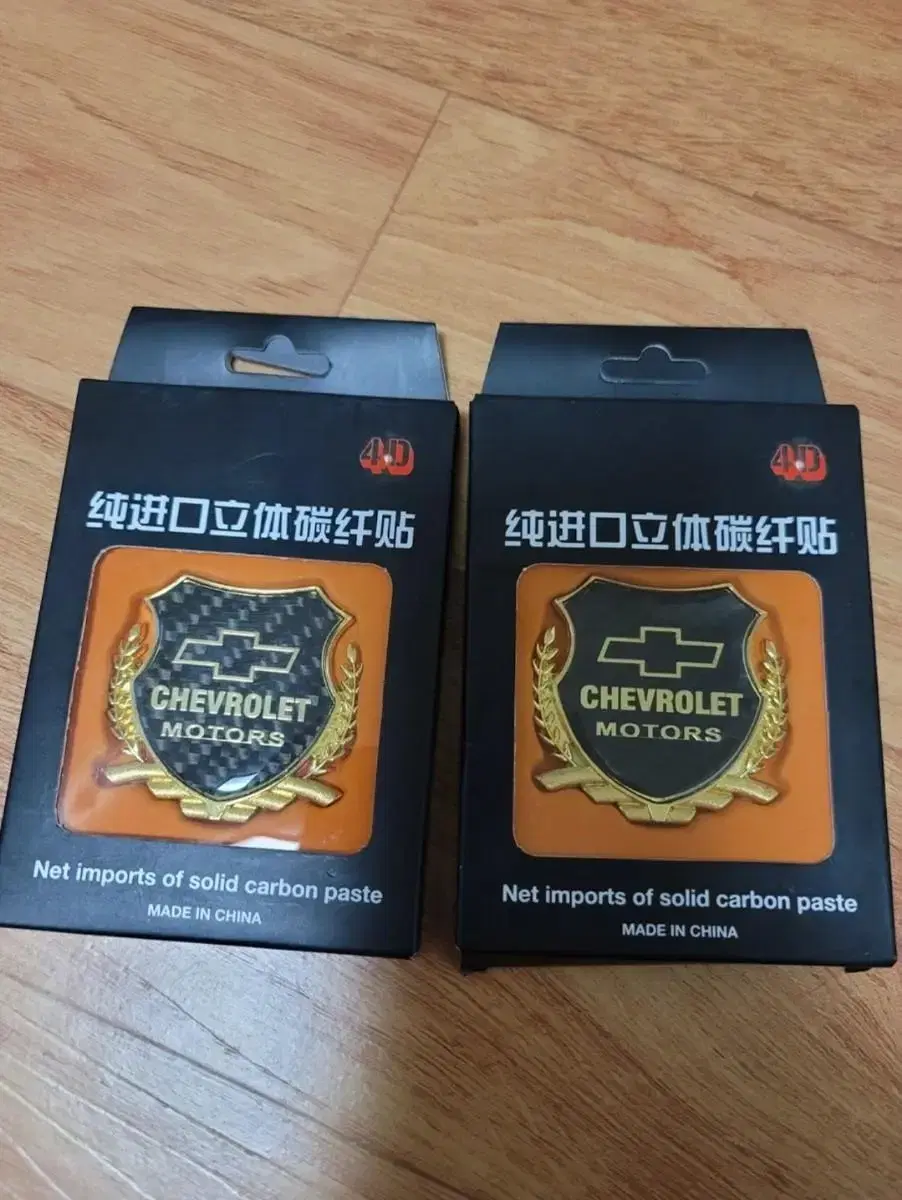 4D
纯进口立体碳纤贴
CHEVROLET
MOTORS
Net imports of solid carbon paste
MADE IN CHINA
4D
纯进口立体碳纤贴
CHEVROLET
MOTORS
Net imports of solid carbon paste
MADE IN CHINA